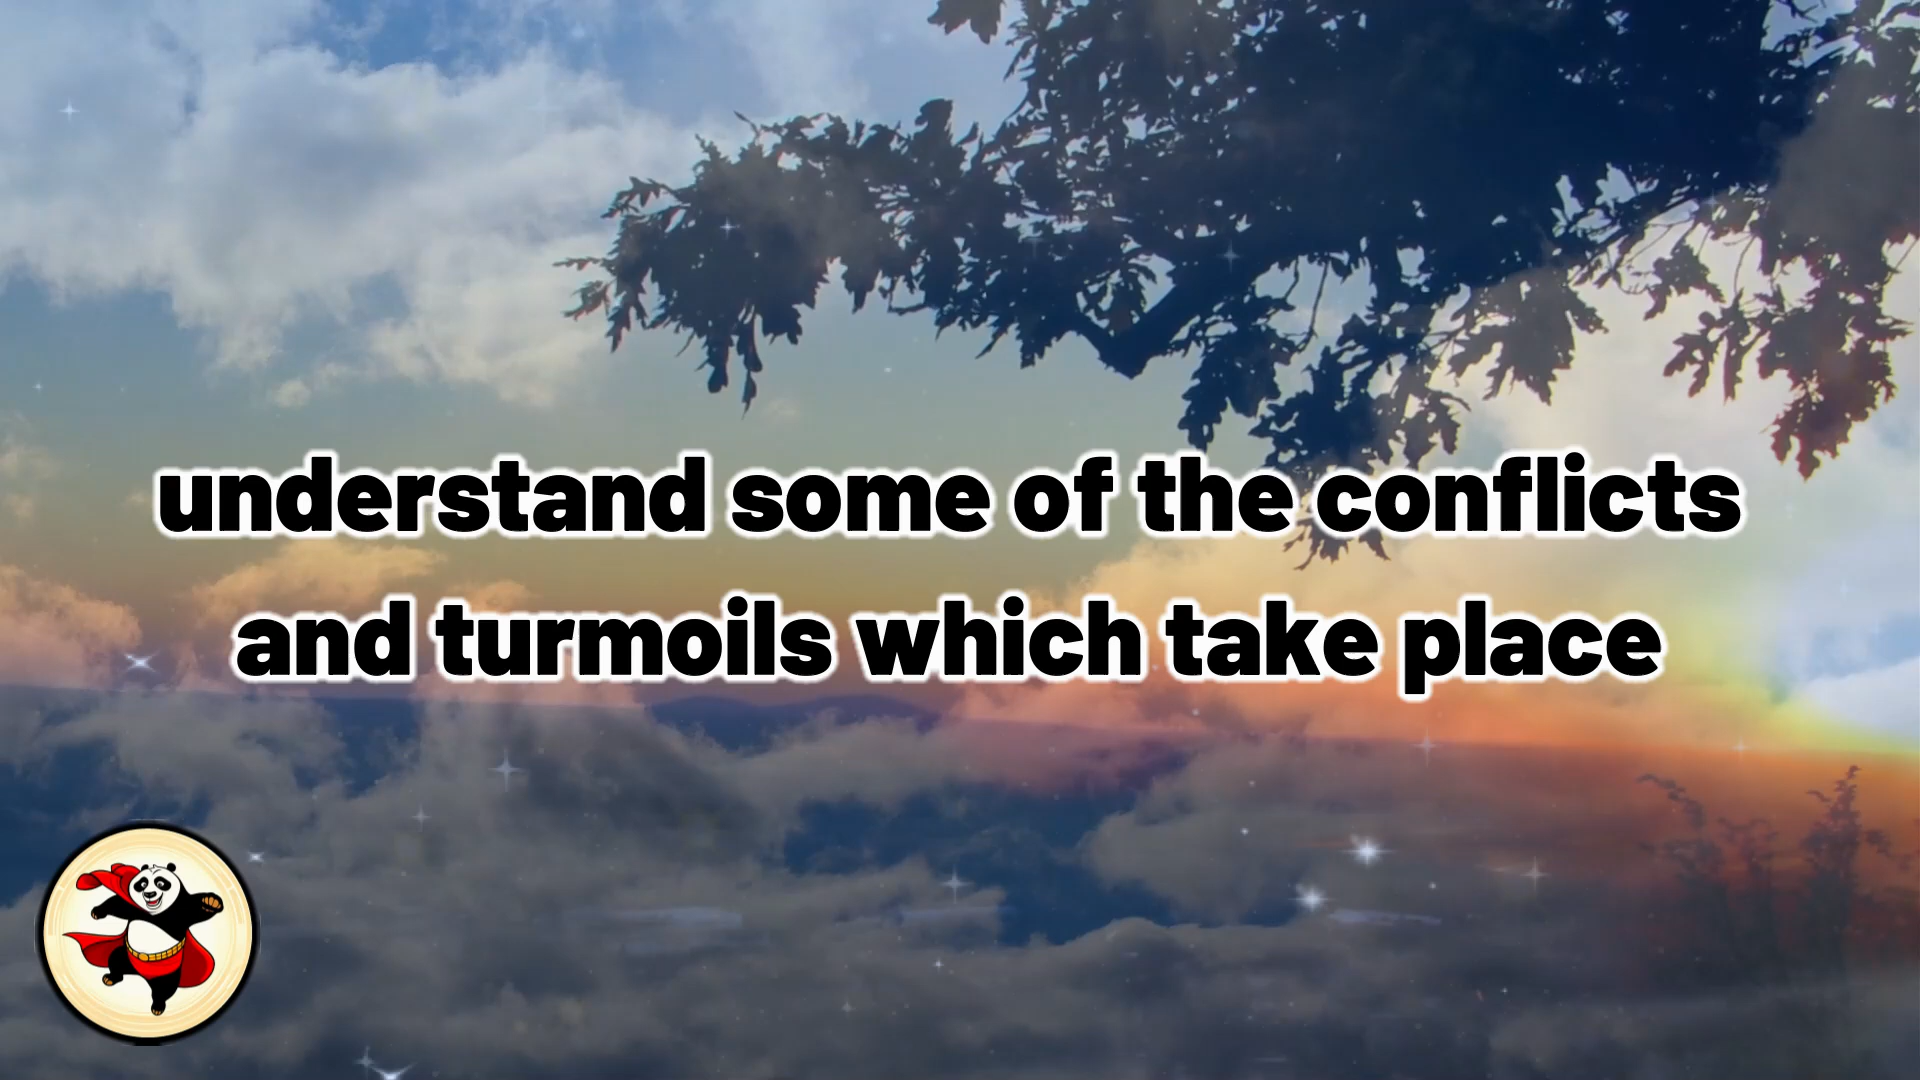 understand some of the conflicts
and turmoils which take place